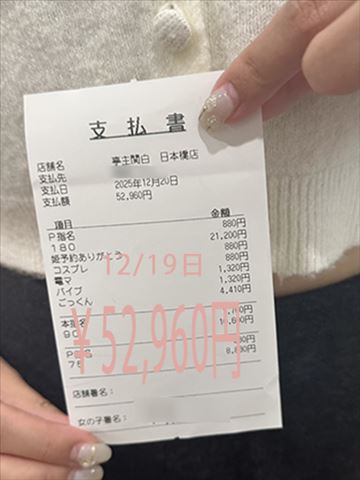 支払書
店舗名 亭主関白 日本橋店
支払先
支払日 2025年12月20日
支払額 52,960円
項目 金額
P指名 880円
180 21,200円
姫予約ありがとう 880円
コスプレ 880円
電マ 1,320円
バイブ 1,320円
ごっくん 4,410円
12/19日
¥52,960円
本指名
90
P指名
75
店舗署名:
女の子署名: